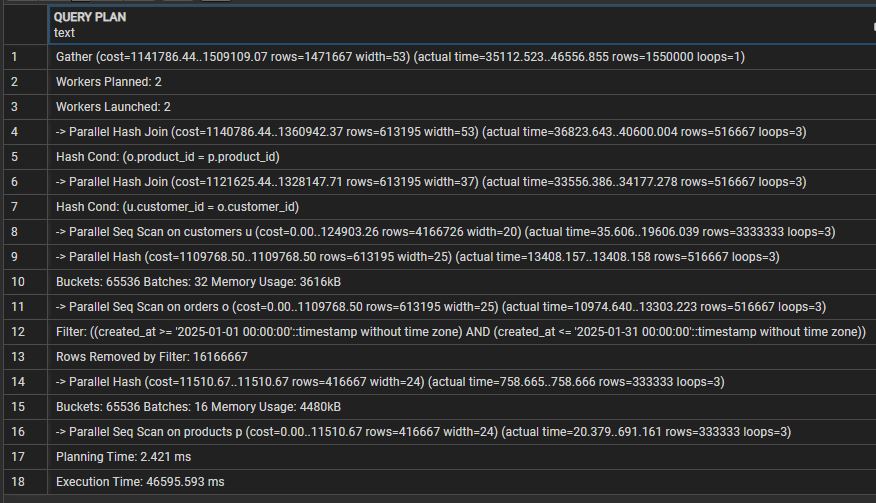 QUERY PLAN
text
1 Gather (cost=1141786.44..1509109.07 rows=1471667 width=53) (actual time=35112.523..46556.855 rows=1550000 loops=1)
2 Workers Planned: 2
3 Workers Launched: 2
4 -> Parallel Hash Join (cost=1140786.44..1360942.37 rows=613195 width=53) (actual time=36823.643..40600.004 rows=516667 loops=3)
5 Hash Cond: (o.product_id = p.product_id)
6 -> Parallel Hash Join (cost=1121625.44..1328147.71 rows=613195 width=37) (actual time=33556.386..34177.278 rows=516667 loops=3)
7 Hash Cond: (u.customer_id = o.customer_id)
8 -> Parallel Seq Scan on customers u (cost=0.00..124903.26 rows=4166726 width=20) (actual time=35.606..19606.039 rows=3333333 loops=3)
9 -> Parallel Hash (cost=1109768.50..1109768.50 rows=613195 width=25) (actual time=13408.157..13408.158 rows=516667 loops=3)
10 Buckets: 65536 Batches: 32 Memory Usage: 3616kB
11 -> Parallel Seq Scan on orders o (cost=0.00..1109768.50 rows=613195 width=25) (actual time=10974.640..13303.223 rows=516667 loops=3)
12 Filter: ((created_at >= '2025-01-01 00:00:00'::timestamp without time zone) AND (created_at <= '2025-01-31 00:00:00'::timestamp without time zone))
13 Rows Removed by Filter: 16166667
14 -> Parallel Hash (cost=11510.67..11510.67 rows=416667 width=24) (actual time=758.665..758.666 rows=333333 loops=3)
15 Buckets: 65536 Batches: 16 Memory Usage: 4480kB
16 -> Parallel Seq Scan on products p (cost=0.00..11510.67 rows=416667 width=24) (actual time=20.379..691.161 rows=333333 loops=3)
17 Planning Time: 2.421 ms
18 Execution Time: 46595.593 ms